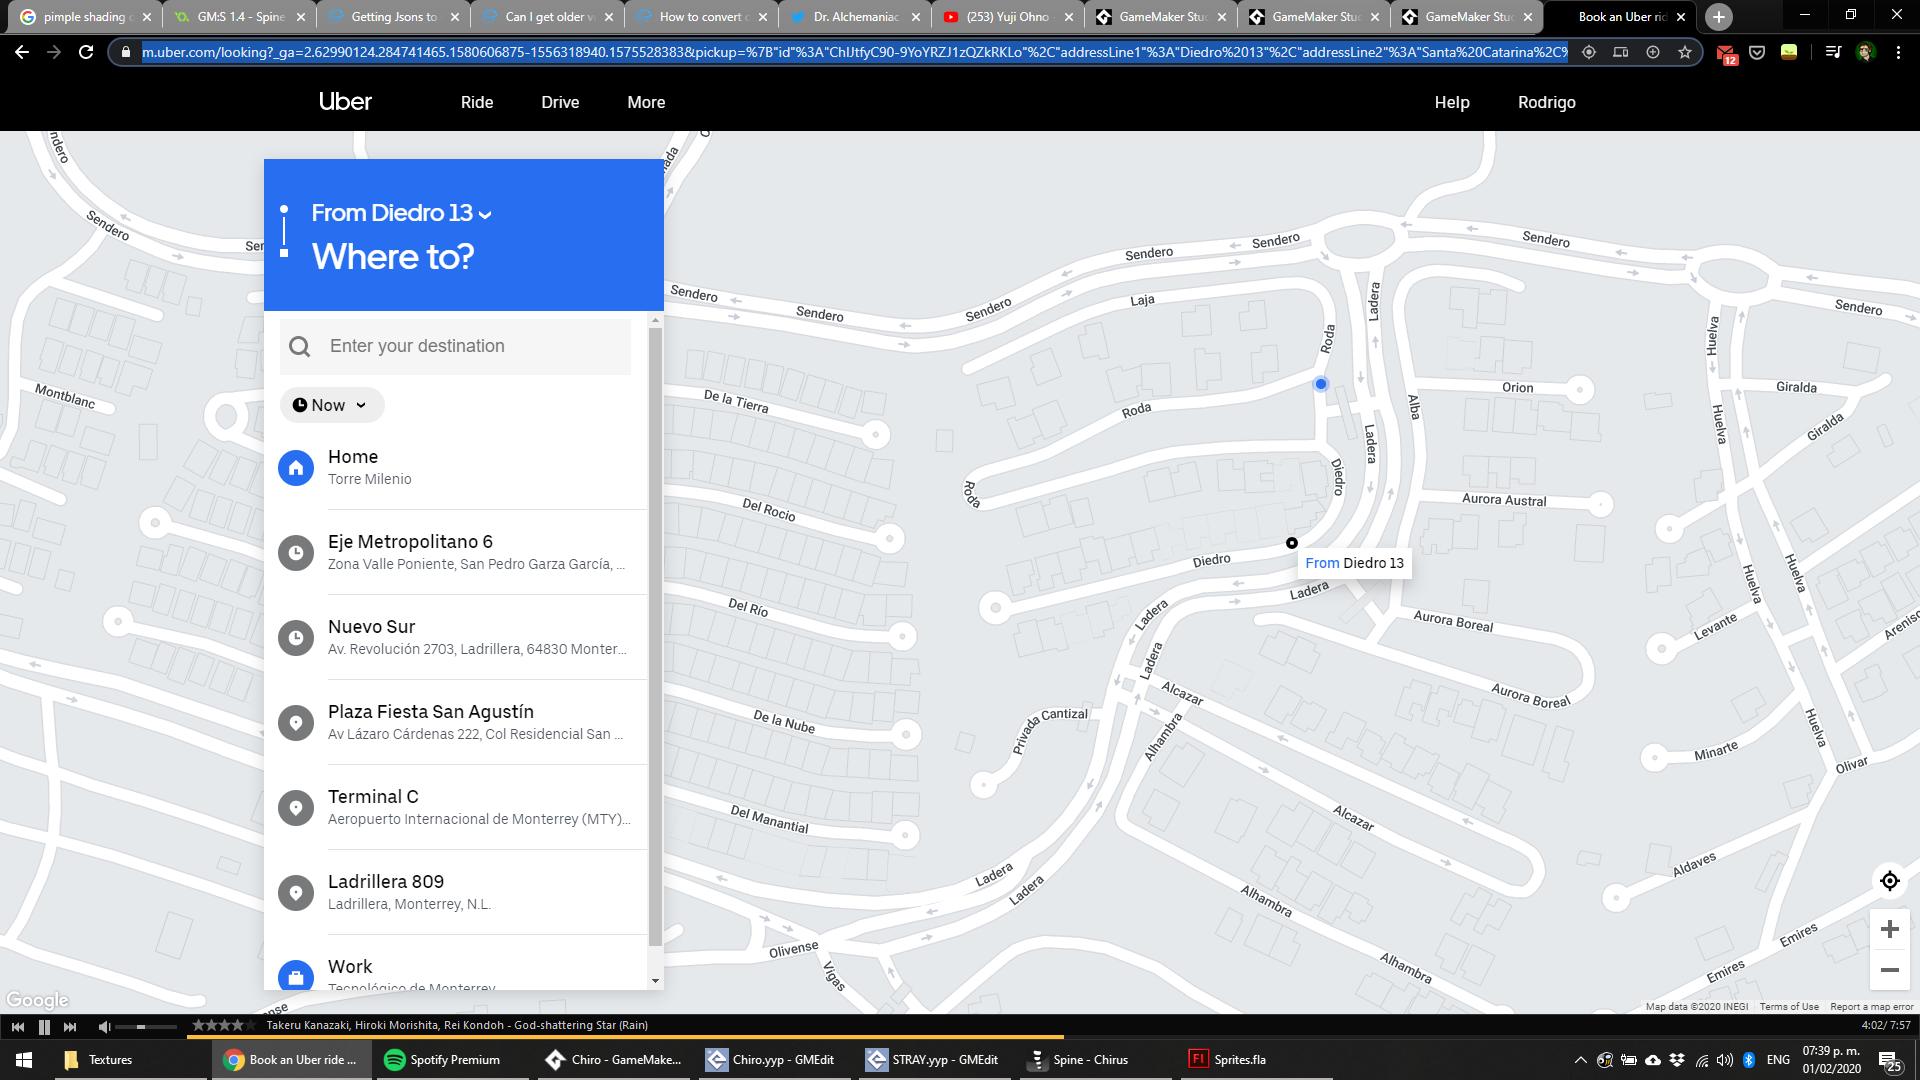 pimple shading
GM:S 1.4 - Spine
Getting Jsons to
Can I get older v
How to convert
Dr. Alchemaniac
(253) Yuji Ohno -
GameMaker Stu
GameMaker Stu
GameMaker Stu
Book an Uber rid
m.uber.com/looking?_ga=2.62990124.284741465.1580606875-1556318940.1575528383&pickup=%7B"id"%3A"ChIJtfyC90-9YoYRZJ1zQZkRKLo"%2C"addressLine1"%3A"Diedro%2013"%2C"addressLine2"%3A"Santa%20Catarina%2C%
12
Uber
Ride
Drive
More
Help
Rodrigo
From Diedro 13
Where to?
Enter your destination
Now
Home
Torre Milenio
Eje Metropolitano 6
Zona Valle Poniente, San Pedro Garza García, ...
Nuevo Sur
Av. Revolución 2703, Ladrillera, 64830 Monter...
Plaza Fiesta San Agustín
Av Lázaro Cárdenas 222, Col Residencial San ...
Terminal C
Aeropuerto Internacional de Monterrey (MTY)...
Ladrillera 809
Ladrillera, Monterrey, N.L.
Work
Tecnológico de Monterrey
Sendero
Sendero
Sendero
Sendero
Sendero
Sendero
Sendero
Sendero
Sendero
Laja
Roda
Roda
Roda
Ladera
Ladera
Alba
Orion
Huelva
Huelva
Giralda
Giralda
Montblanc
De la Tierra
Del Rocio
Del Río
De la Nube
Del Manantial
Diedro
Diedro
From Diedro 13
Aurora Austral
Aurora Boreal
Aurora Boreal
Ladera
Ladera
Ladera
Huelva
Huelva
Huelva
Levante
Minarte
Olivar
Privada Cantizal
Alcazar
Alcazar
Alhambra
Alhambra
Alhambra
Aldaves
Emires
Emires
Ladera
Ladera
Olivense
Vigas
Google
Map data ©2020 INEGI
Terms of Use
Report a map error
Takeru Kanazaki, Hiroki Morishita, Rei Kondoh - God-shattering Star (Rain)
4:02/ 7:57
Textures
Book an Uber ride ...
Spotify Premium
Chiro - GameMake...
Chiro.yyp - GMEdit
STRAY.yyp - GMEdit
Spine - Chirus
Sprites.fla
ENG
07:39 p. m.
01/02/2020
25